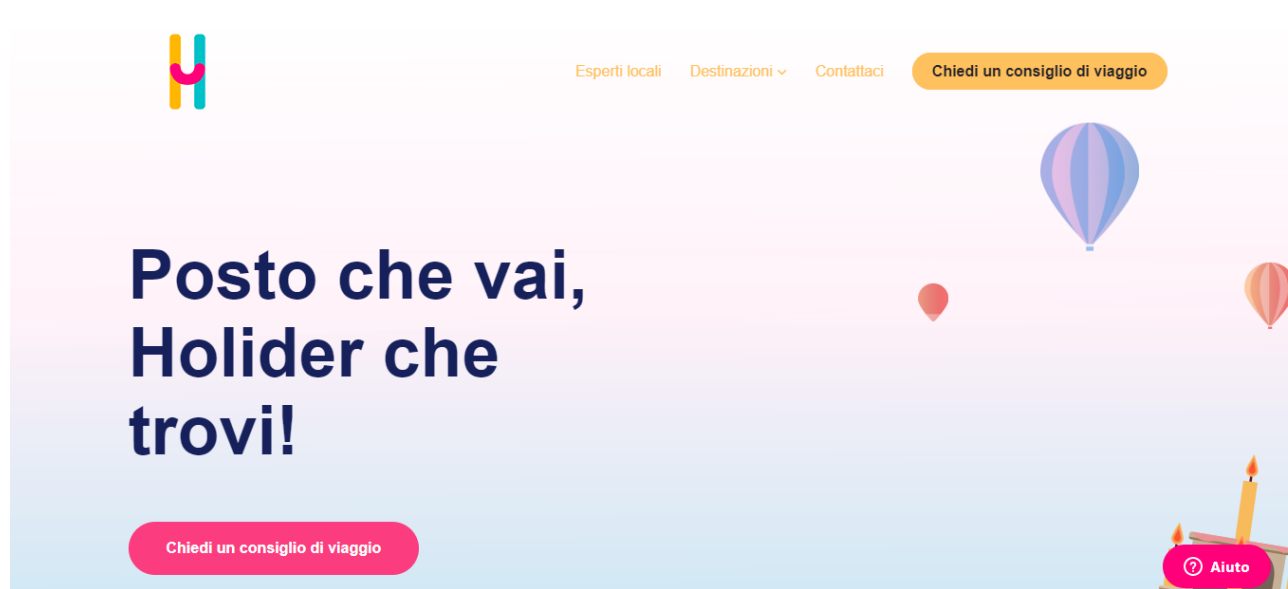 Esperti locali Destinazioni Contattaci Chiedi un consiglio di viaggio
Posto che vai,
Holider che
trovi!
Chiedi un consiglio di viaggio
Aiuto